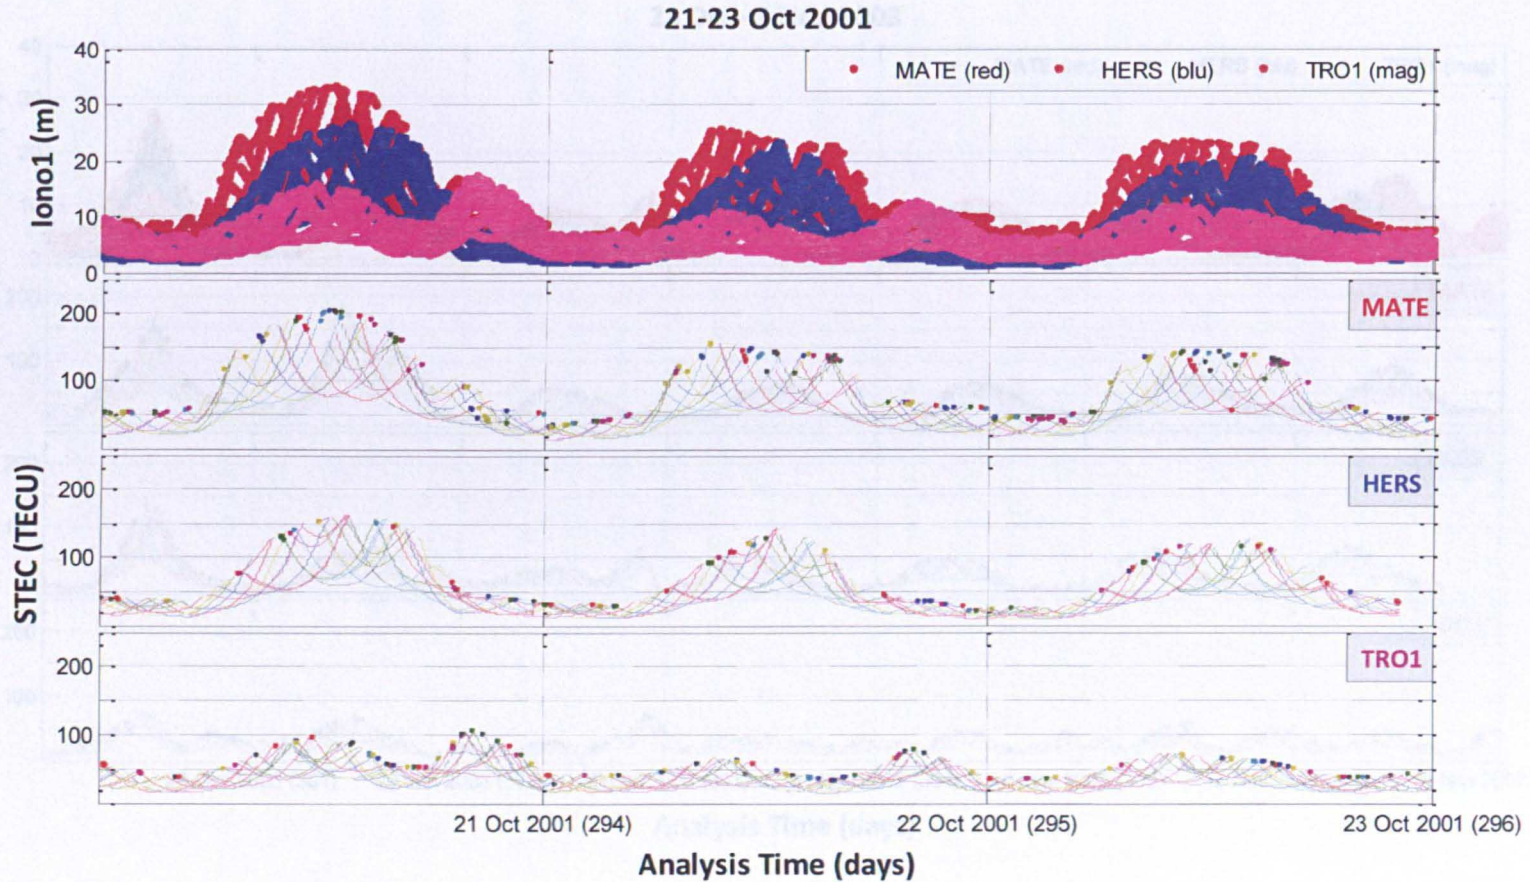 21-23 Oct 2001
MATE (red) HERS (blu) TRO1 (mag)
Iono1 (m)
40
30
20
10
0
MATE
200
100
STEC (TECU)
HERS
200
100
TRO1
200
100
21 Oct 2001 (294) 22 Oct 2001 (295) 23 Oct 2001 (296)
Analysis Time (days)